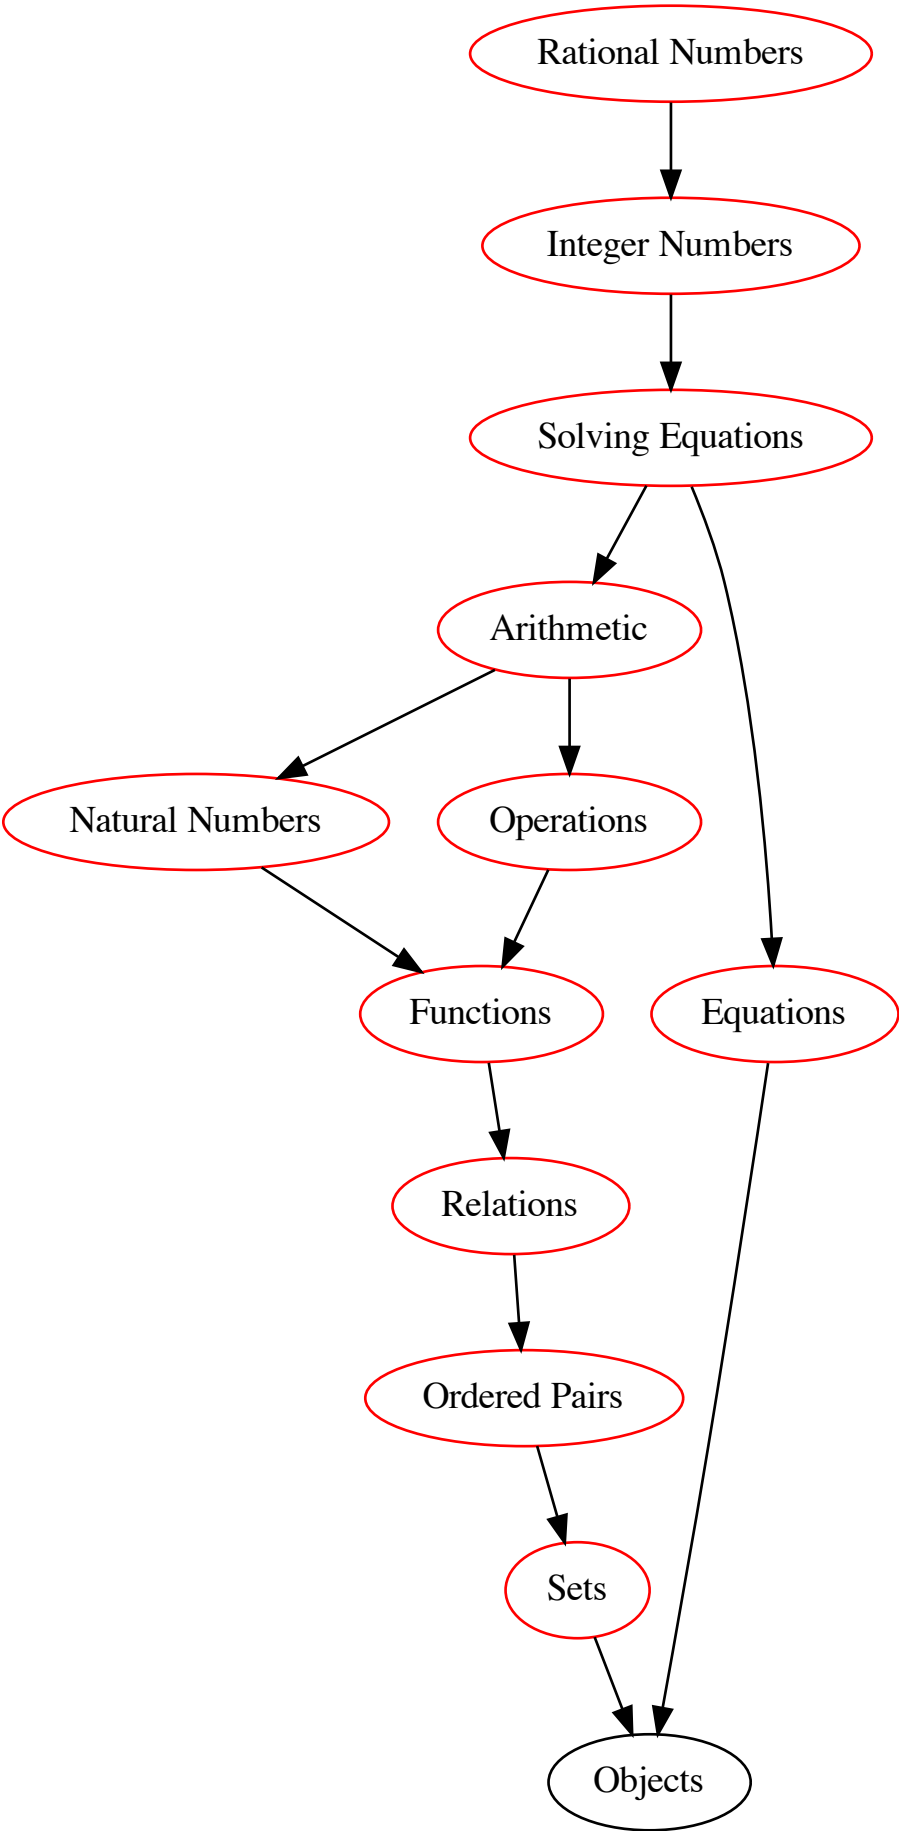 Rational Numbers
Integer Numbers
Solving Equations
Arithmetic
Natural Numbers
Operations
Functions
Equations
Relations
Ordered Pairs
Sets
Objects